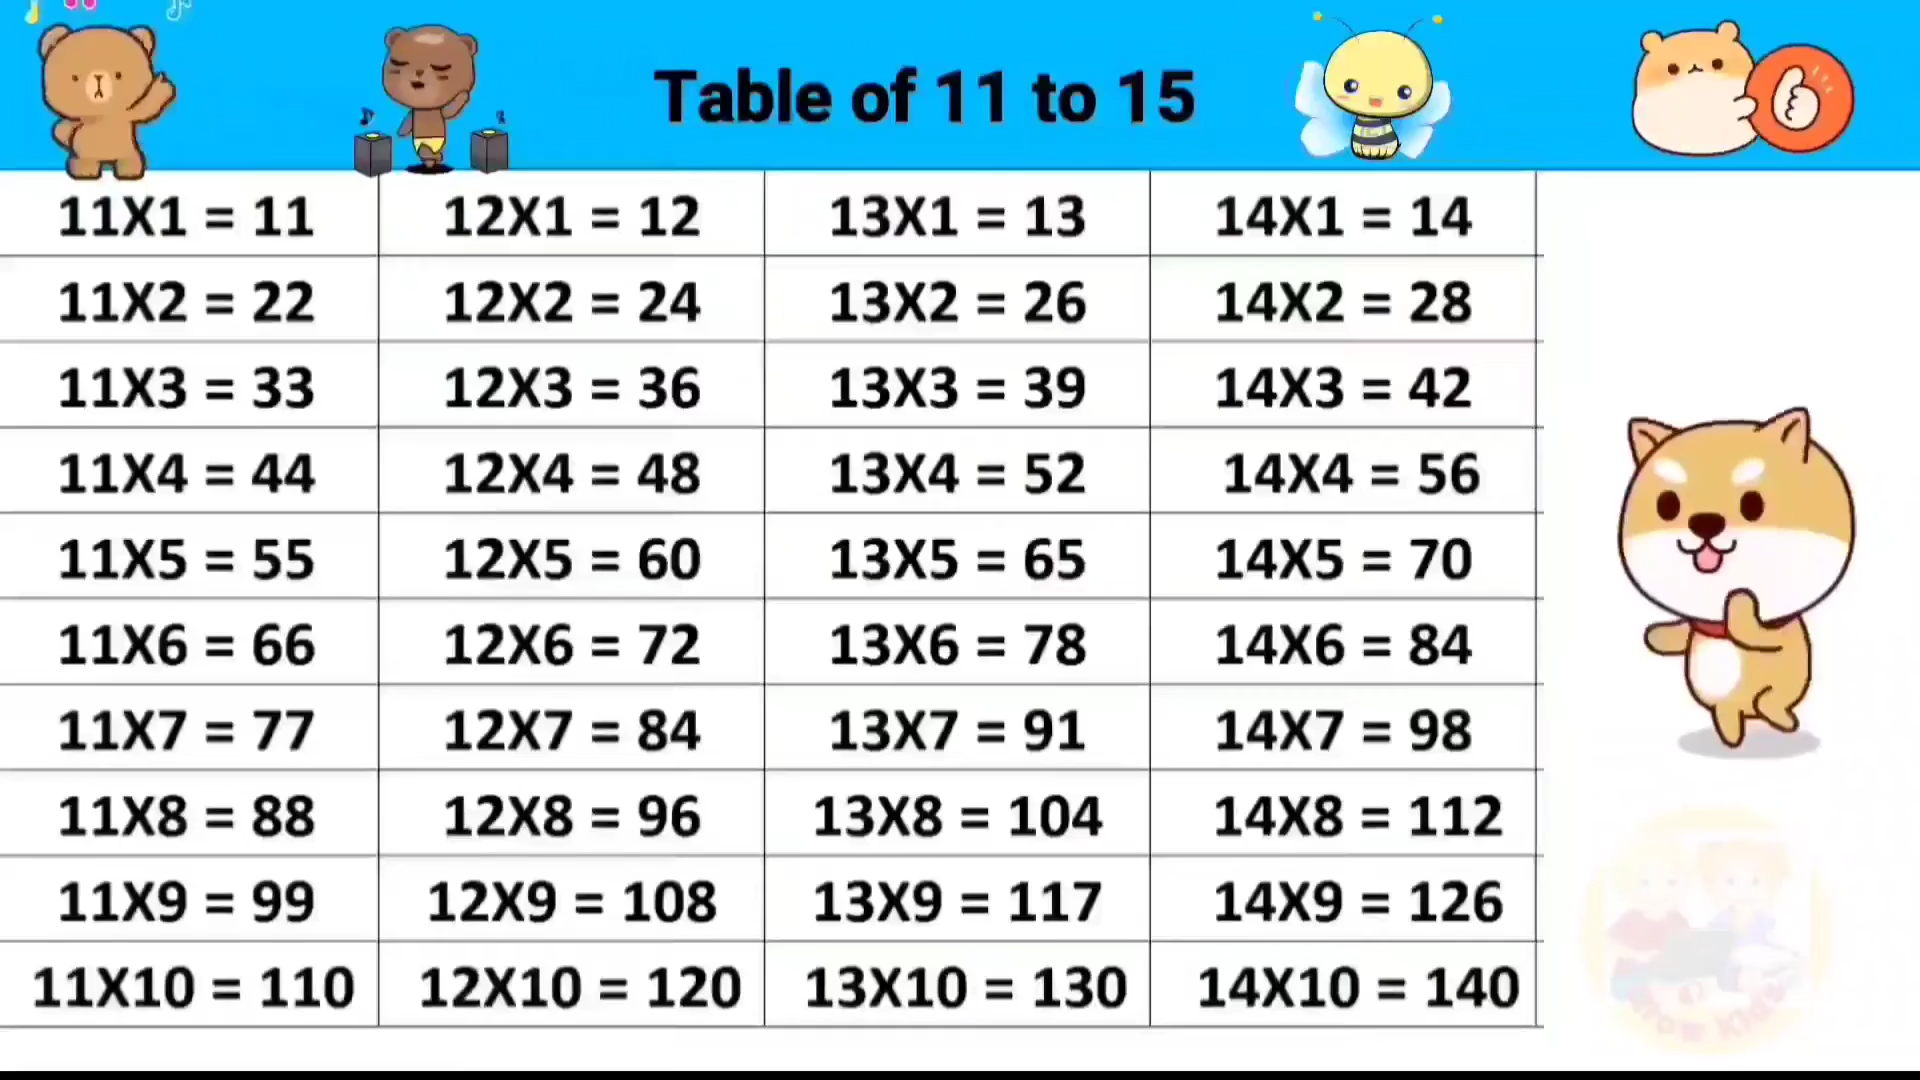 Table of 11 to 15
11X1 = 11 12X1 = 12 13X1 = 13 14X1 = 14
11X2 = 22 12X2 = 24 13X2 = 26 14X2 = 28
11X3 = 33 12X3 = 36 13X3 = 39 14X3 = 42
11X4 = 44 12X4 = 48 13X4 = 52 14X4 = 56
11X5 = 55 12X5 = 60 13X5 = 65 14X5 = 70
11X6 = 66 12X6 = 72 13X6 = 78 14X6 = 84
11X7 = 77 12X7 = 84 13X7 = 91 14X7 = 98
11X8 = 88 12X8 = 96 13X8 = 104 14X8 = 112
11X9 = 99 12X9 = 108 13X9 = 117 14X9 = 126
11X10 = 110 12X10 = 120 13X10 = 130 14X10 = 140